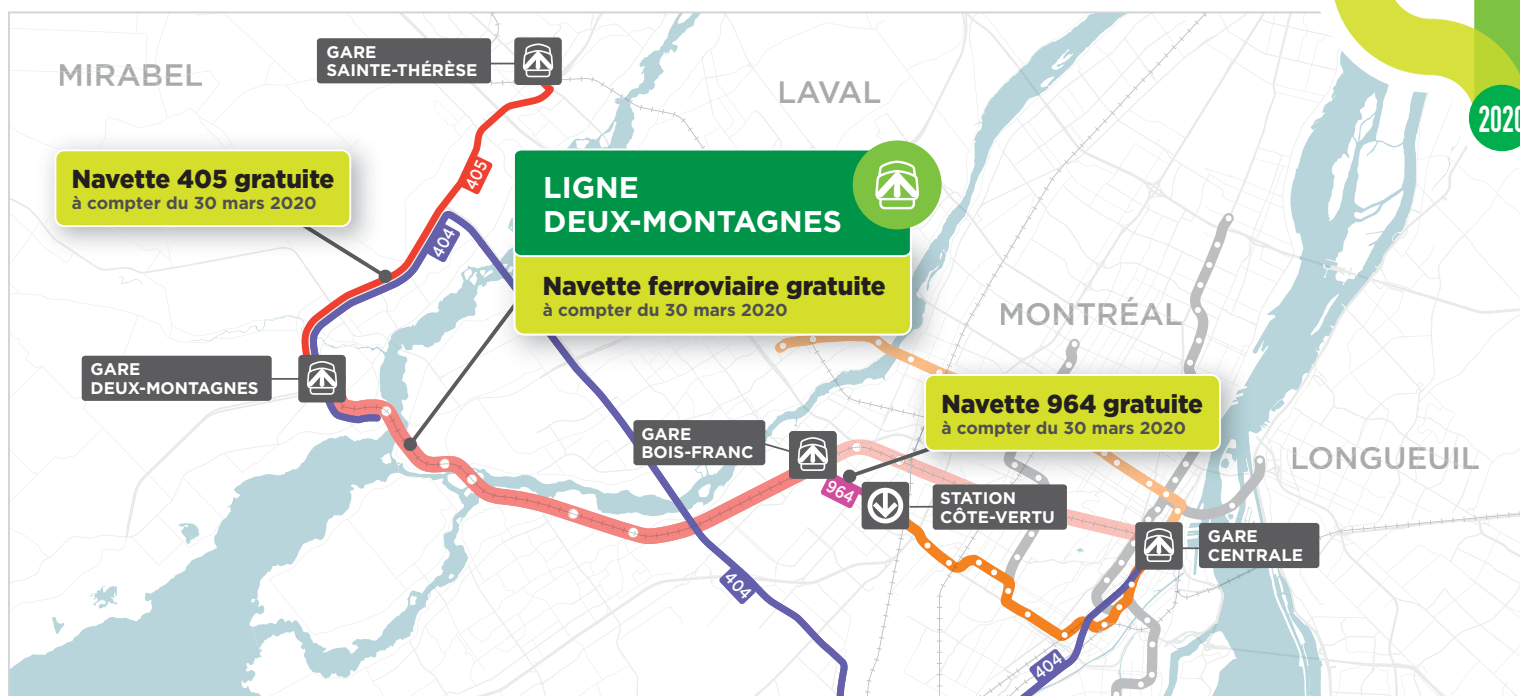 MIRABEL
GARE
SAINTE-THÉRÈSE
LAVAL
2020
Navette 405 gratuite
à compter du 30 mars 2020
405
404
LIGNE
DEUX-MONTAGNES
Navette ferroviaire gratuite
à compter du 30 mars 2020
MONTRÉAL
GARE
DEUX-MONTAGNES
Navette 964 gratuite
à compter du 30 mars 2020
GARE
BOIS-FRANC
LONGUEUIL
964
STATION
CÔTE-VERTU
GARE
CENTRALE
404
404